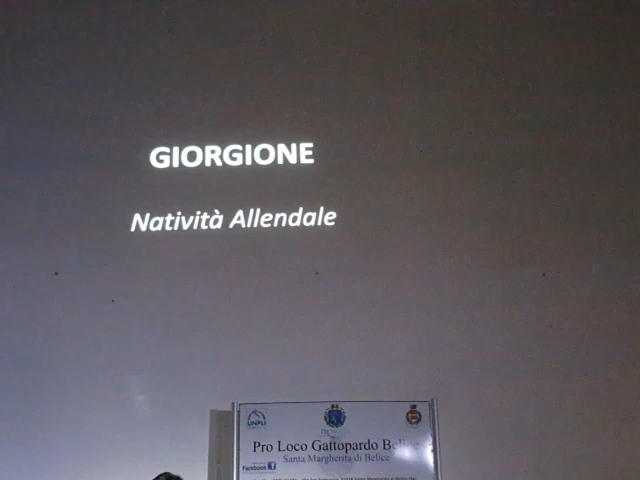 GIORGIONE
Natività Allendale
UNPLI
Pro Loco Gattopardo Belice
Santa Margherita di Belice
Facebook f